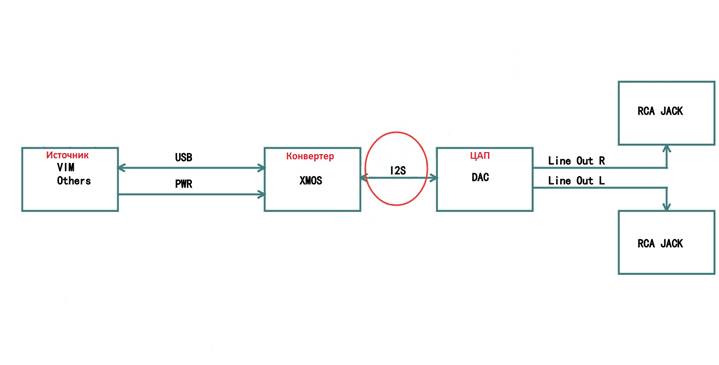 Источник
VIM
Others
USB
PWR
Конвертер
XMOS
I2S
ЦАП
DAC
Line Out R
Line Out L
RCA JACK
RCA JACK